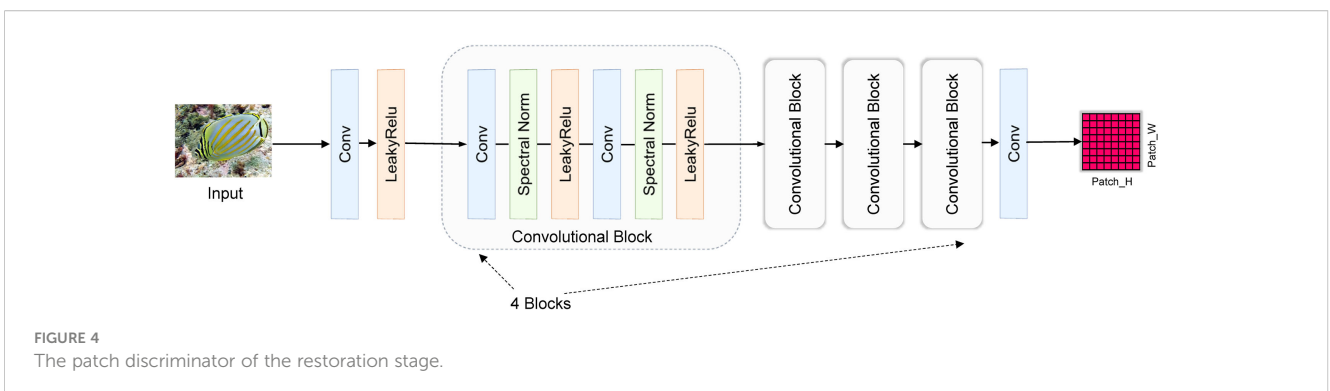 Input
Conv
LeakyRelu
Conv
Spectral Norm
LeakyRelu
Conv
Spectral Norm
LeakyRelu
Convolutional Block
Convolutional Block
Convolutional Block
Convolutional Block
Conv
Patch_W
Patch_H
4 Blocks
FIGURE 4
The patch discriminator of the restoration stage.